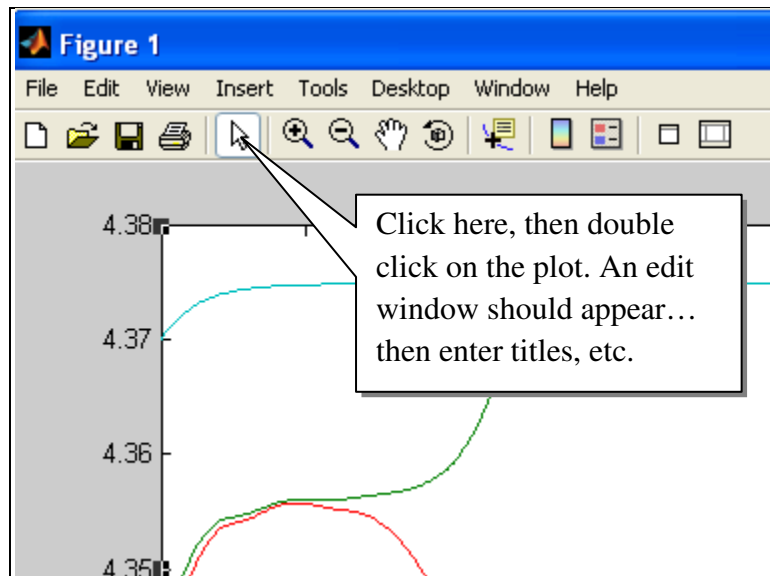 Figure 1
File Edit View Insert Tools Desktop Window Help
4.38
Click here, then double
click on the plot. An edit
window should appear…
then enter titles, etc.
4.37
4.36
4.35